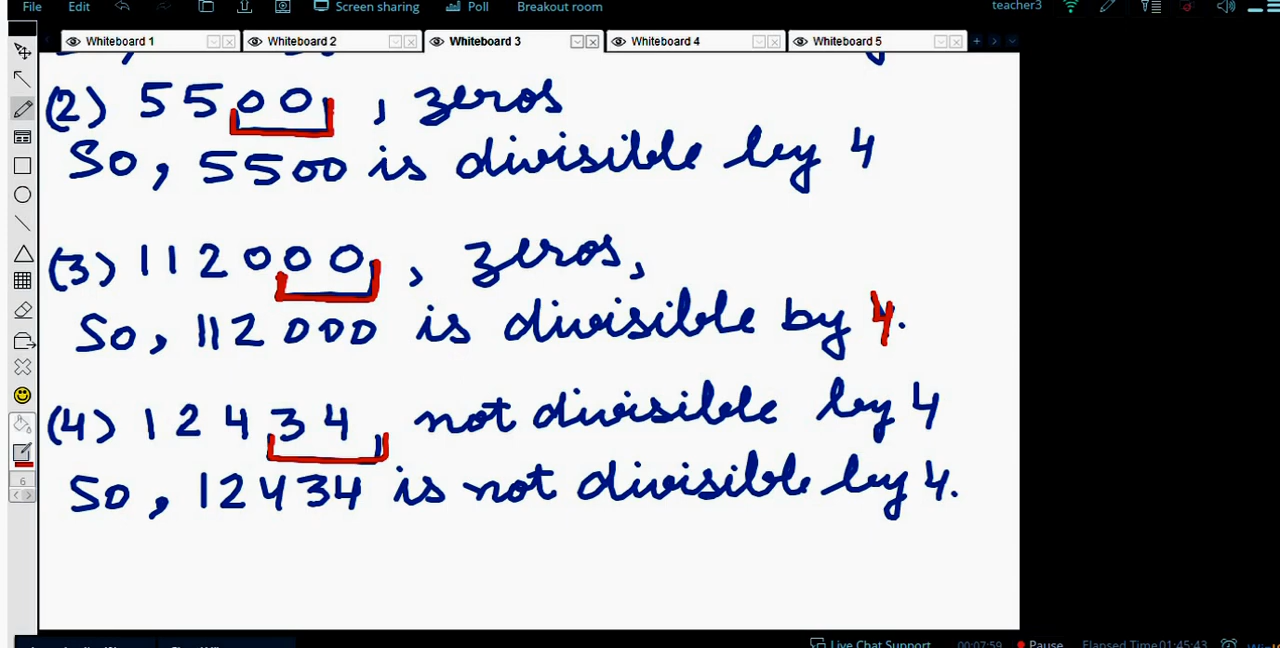 File Edit Screen sharing Poll Breakout room teacher3
Whiteboard 1 Whiteboard 2 Whiteboard 3 Whiteboard 4 Whiteboard 5
(2) 5500, , zeros
So, 5500 is divisible by 4
(3) 112000, , zeros,
So, 112000 is divisible by 4.
(4) 12434, not divisible by 4
So, 12434 is not divisible by 4.
6
Live Chat Support 00:07:59 Pause Elapsed Time 01:45:43